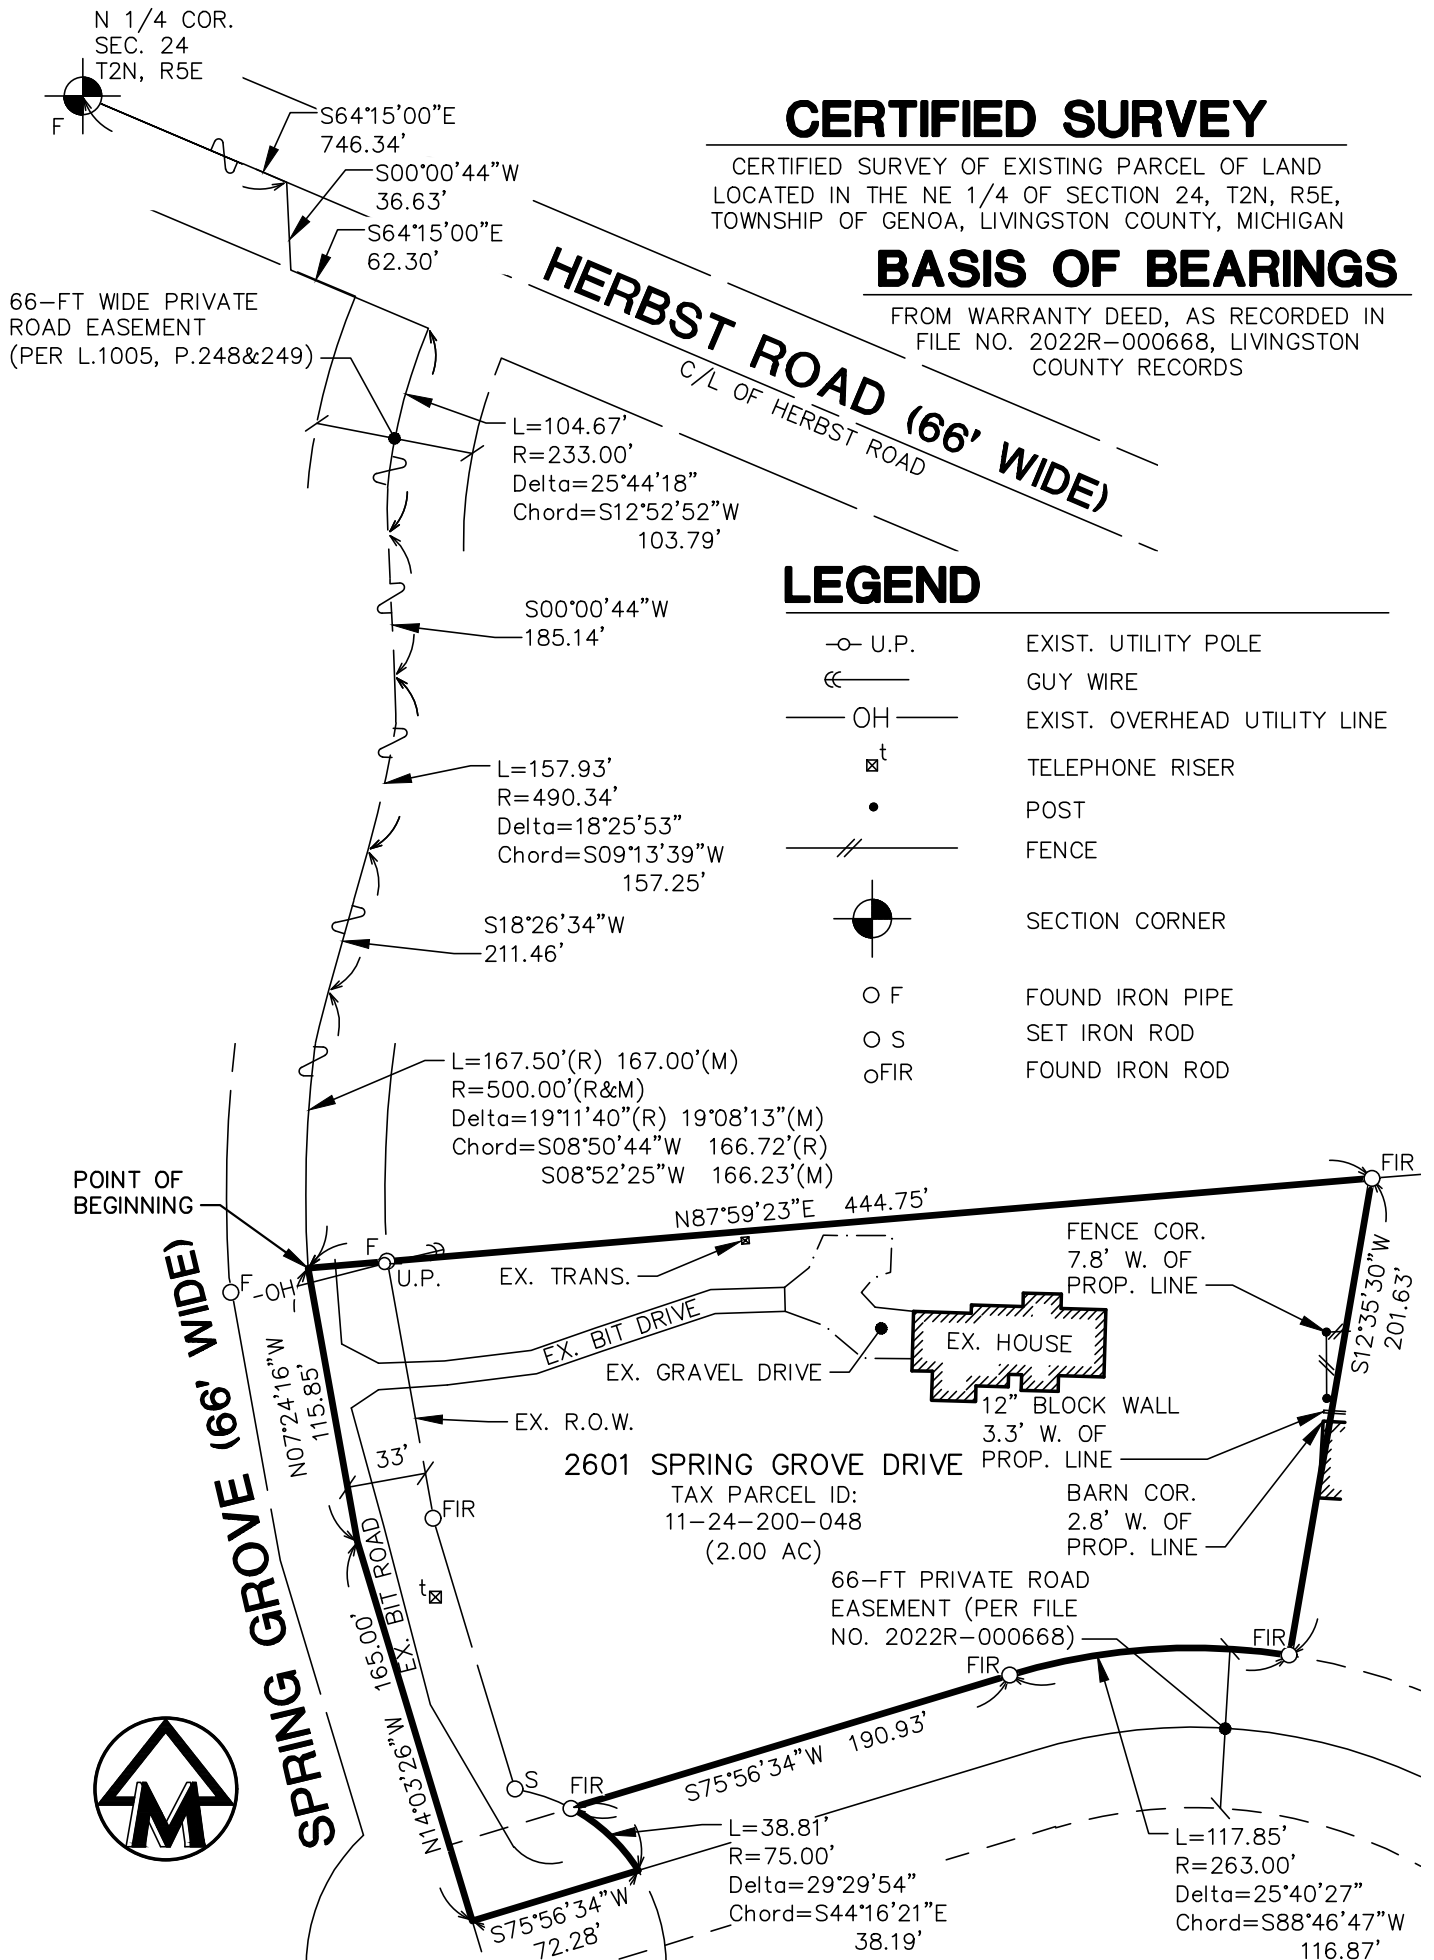 N 1/4 COR.
SEC. 24
T2N, R5E
F
S64°15'00"E
746.34'
S00°00'44"W
36.63'
S64°15'00"E
62.30'
CERTIFIED SURVEY
CERTIFIED SURVEY OF EXISTING PARCEL OF LAND
LOCATED IN THE NE 1/4 OF SECTION 24, T2N, R5E,
TOWNSHIP OF GENOA, LIVINGSTON COUNTY, MICHIGAN
BASIS OF BEARINGS
FROM WARRANTY DEED, AS RECORDED IN
FILE NO. 2022R-000668, LIVINGSTON
COUNTY RECORDS
66-FT WIDE PRIVATE
ROAD EASEMENT
(PER L.1005, P.248&249)
HERBST ROAD (66' WIDE)
C/L OF HERBST ROAD
L=104.67'
R=233.00'
Delta=25°44'18"
Chord=S12°52'52"W
103.79'
S00°00'44"W
185.14'
L=157.93'
R=490.34'
Delta=18°25'53"
Chord=S09°13'39"W
157.25'
S18°26'34"W
211.46'
LEGEND
U.P. EXIST. UTILITY POLE
GUY WIRE
OH EXIST. OVERHEAD UTILITY LINE
t TELEPHONE RISER
POST
FENCE
SECTION CORNER
F FOUND IRON PIPE
S SET IRON ROD
FIR FOUND IRON ROD
L=167.50'(R) 167.00'(M)
R=500.00'(R&M)
Delta=19°11'40"(R) 19°08'13"(M)
Chord=S08°50'44"W 166.72'(R)
S08°52'25"W 166.23'(M)
POINT OF
BEGINNING
FIR
N87°59'23"E 444.75'
F
U.P.
F
OH
EX. TRANS.
FENCE COR.
7.8' W. OF
PROP. LINE
S12°35'30"W
201.63'
EX. BIT DRIVE
EX. HOUSE
EX. GRAVEL DRIVE
N07°24'16"W
115.85'
SPRING GROVE (66' WIDE)
EX. R.O.W.
12" BLOCK WALL
3.3' W. OF
PROP. LINE
33'
2601 SPRING GROVE DRIVE
TAX PARCEL ID:
11-24-200-048
(2.00 AC)
BARN COR.
2.8' W. OF
PROP. LINE
FIR
EX. BIT ROAD
t
66-FT PRIVATE ROAD
EASEMENT (PER FILE
NO. 2022R-000668)
FIR
FIR
N14°03'26"W 165.00'
S75°56'34"W 190.93'
S
FIR
M
L=38.81'
R=75.00'
Delta=29°29'54"
Chord=S44°16'21"E
38.19'
S75°56'34"W
72.28'
L=117.85'
R=263.00'
Delta=25°40'27"
Chord=S88°46'47"W
116.87'